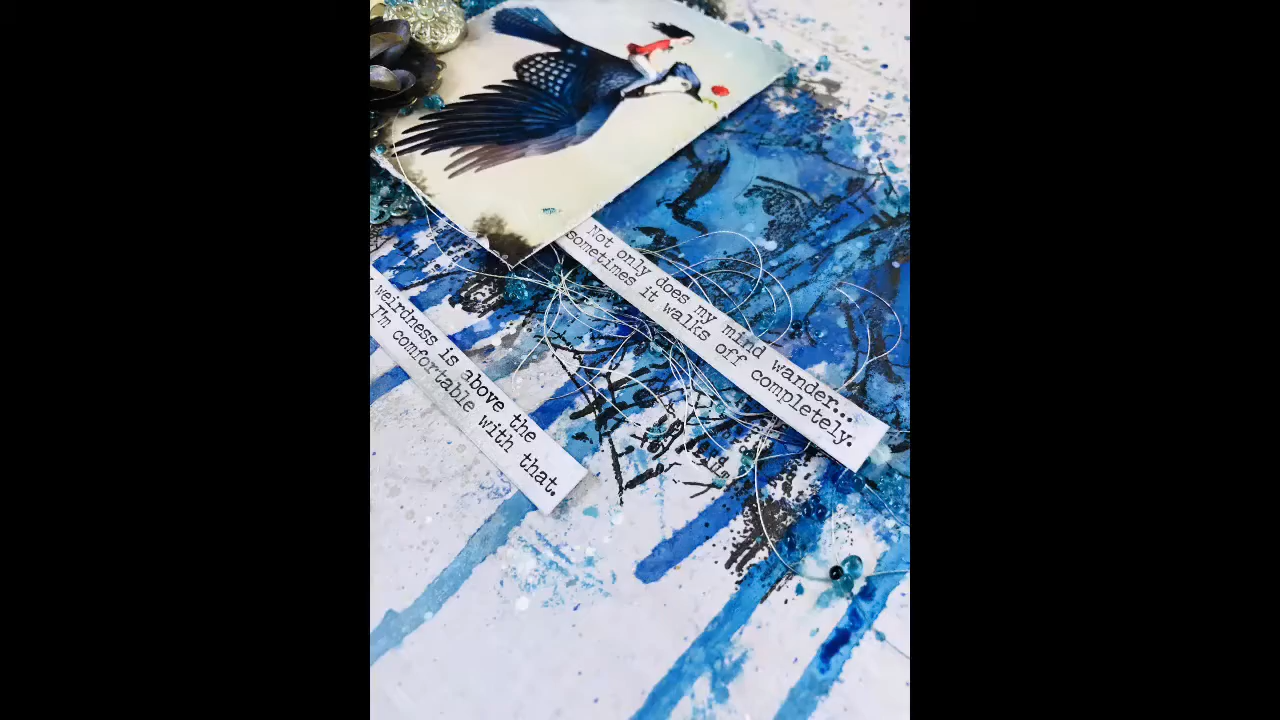 Not only does my mind wander...
sometimes it walks off completely.
weirdness is above the
I'm comfortable with that.